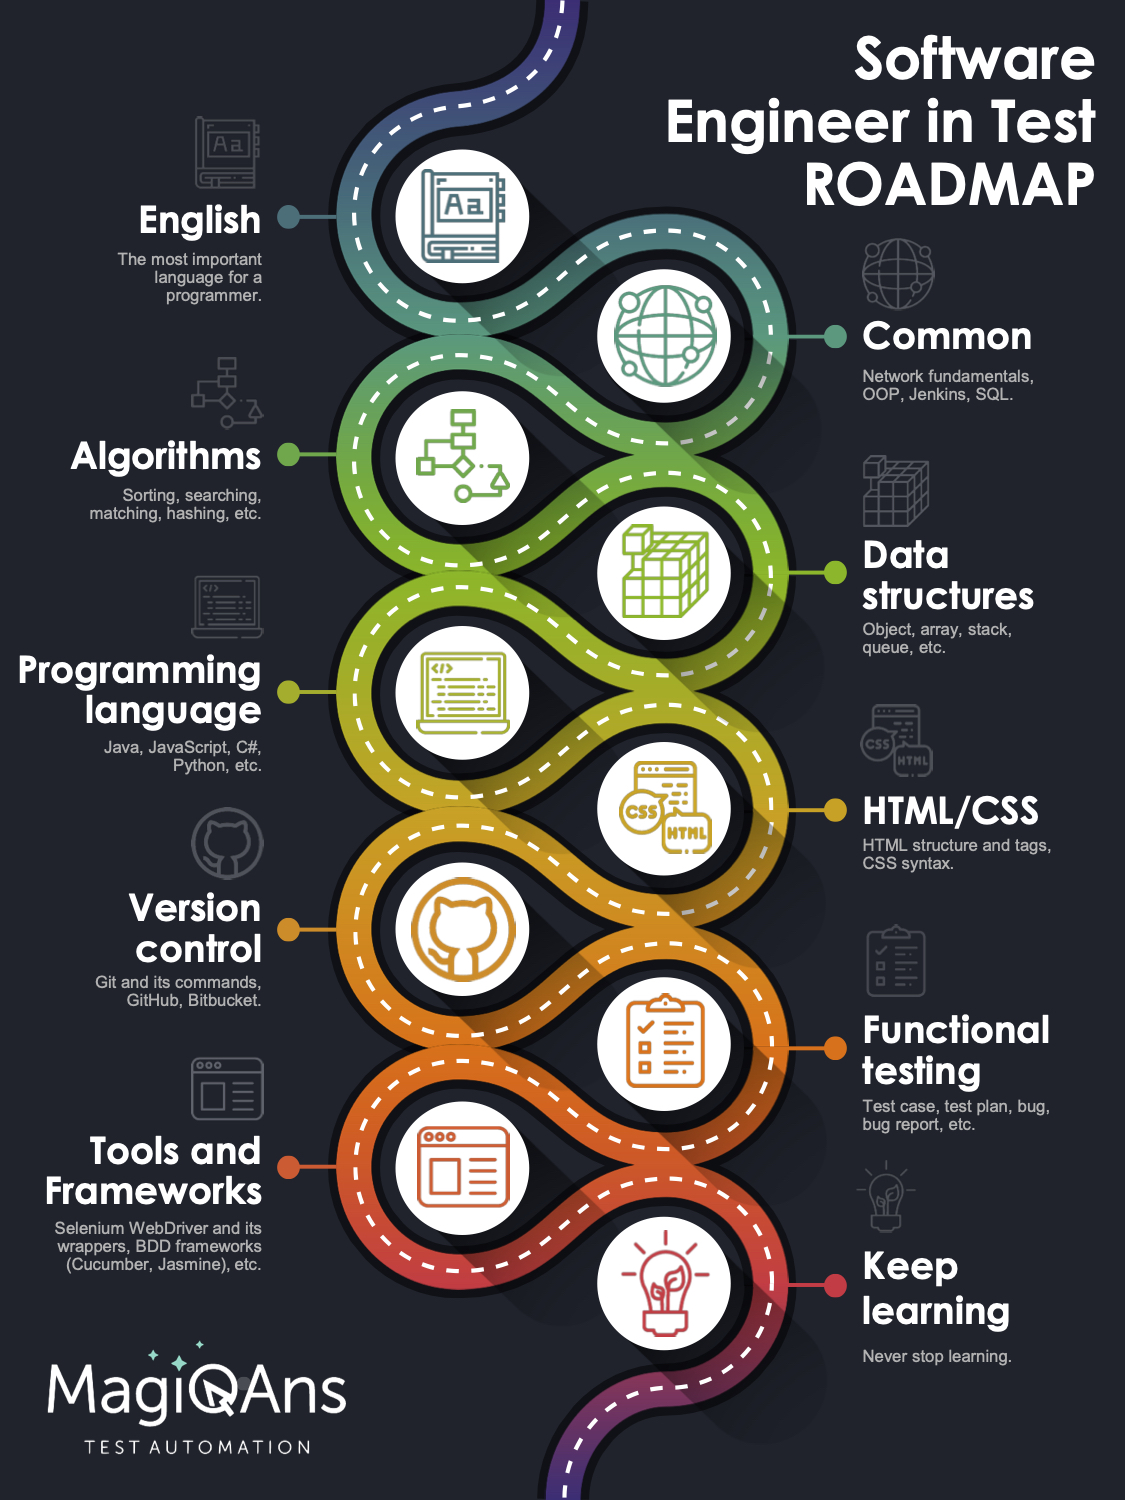 Software
Engineer in Test
ROADMAP
Aa
Aa
English
The most important
language for a
programmer.
Common
Network fundamentals,
OOP, Jenkins, SQL.
Algorithms
Sorting, searching,
matching, hashing, etc.
Data
structures
Object, array, stack,
queue, etc.
</>
</>
Programming
language
Java, JavaScript, C#,
Python, etc.
CSS
HTML
CSS
HTML
HTML/CSS
HTML structure and tags,
CSS syntax.
Version
control
Git and its commands,
GitHub, Bitbucket.
Functional
testing
Test case, test plan, bug,
bug report, etc.
Tools and
Frameworks
Selenium WebDriver and its
wrappers, BDD frameworks
(Cucumber, Jasmine), etc.
Keep
learning
Never stop learning.
MagiQAns
TEST AUTOMATION